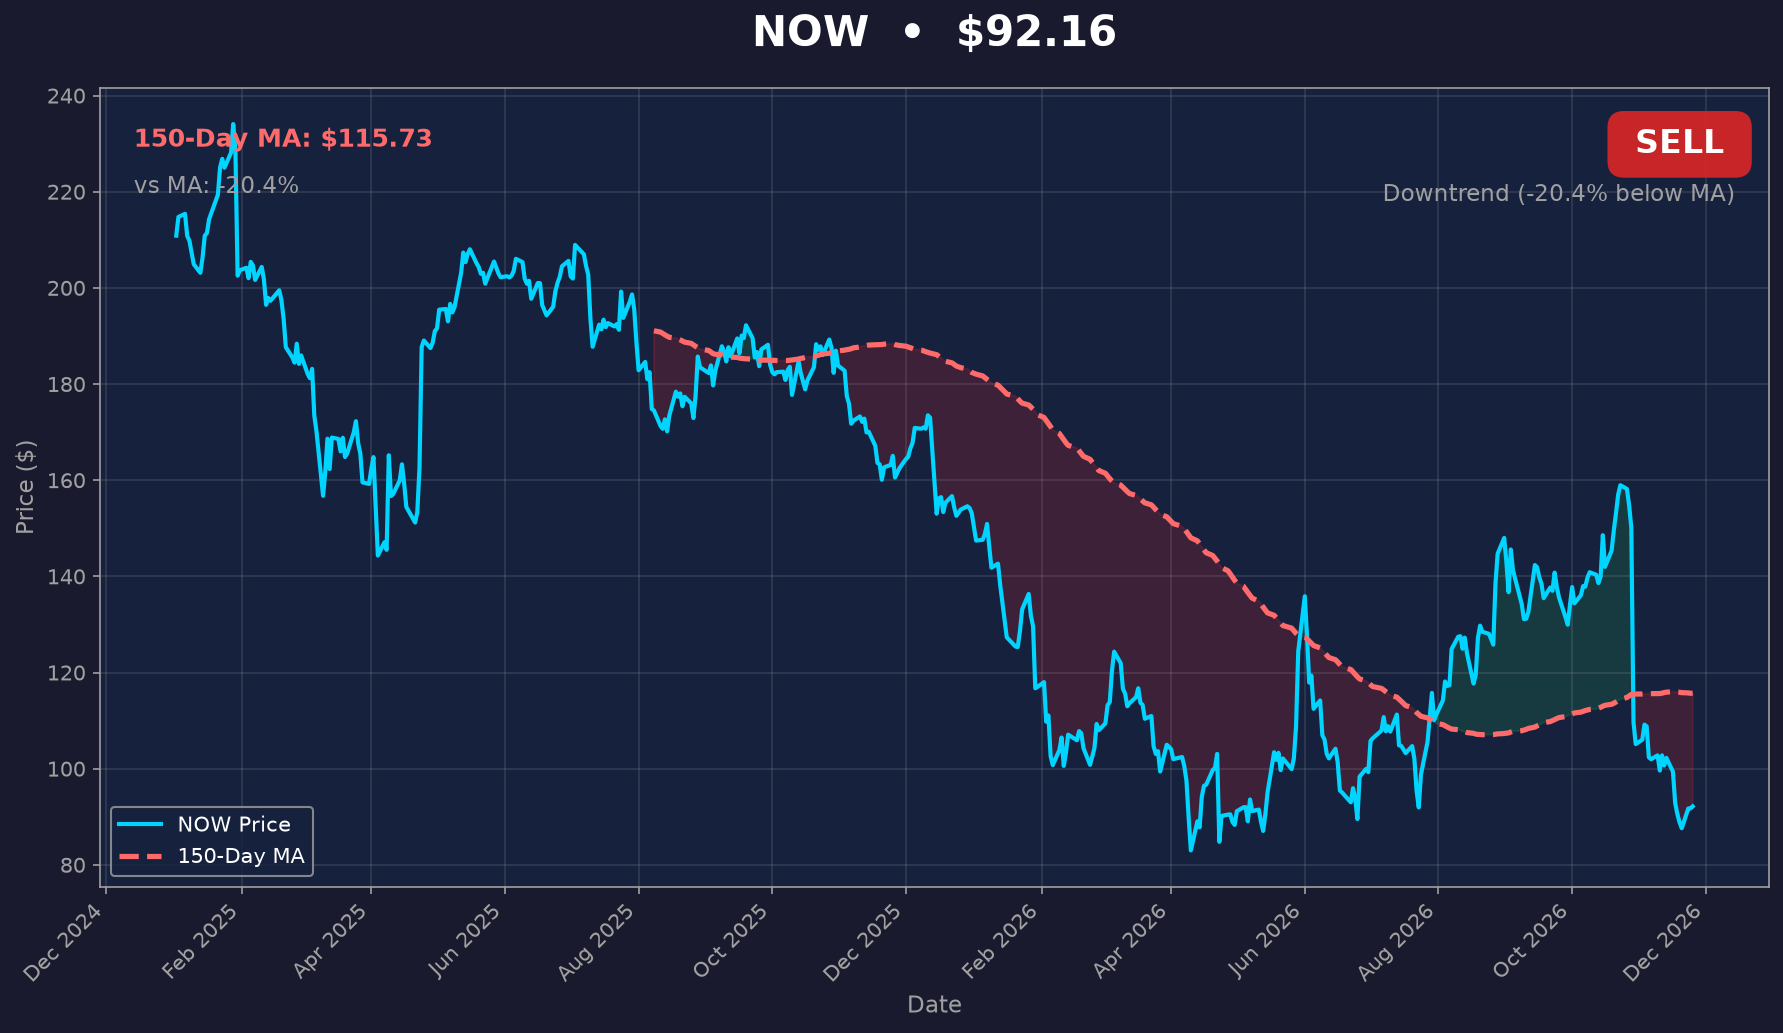 NOW • $92.16
150-Day MA: $115.73
vs MA: -20.4%
SELL
Downtrend (-20.4% below MA)
Price ($)
240
220
200
180
160
140
120
100
80
NOW Price
150-Day MA
Dec 2024
Feb 2025
Apr 2025
Jun 2025
Aug 2025
Oct 2025
Dec 2025
Feb 2026
Apr 2026
Jun 2026
Aug 2026
Oct 2026
Dec 2026
Date